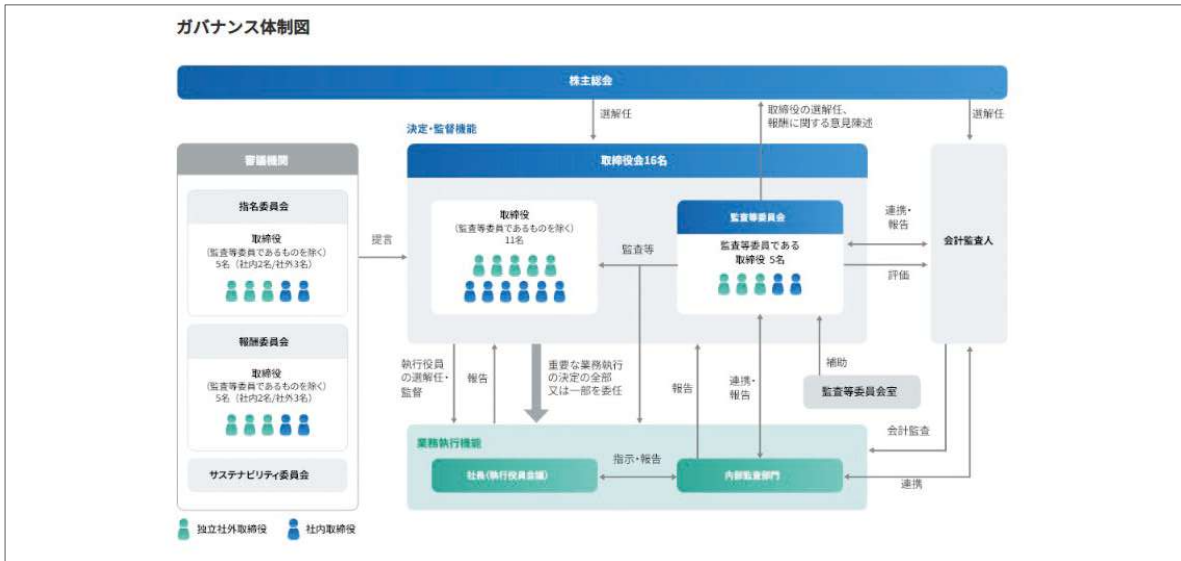 ガバナンス体制図
株主総会
選解任
取締役の選解任、
報酬に関する意見陳述
選解任
決定・監督機能
審議機関
指名委員会
取締役
(監査等委員であるものを除く)
5名（社内2名/社外3名）
報酬委員会
取締役
(監査等委員であるものを除く)
5名（社内2名/社外3名）
サステナビリティ委員会
提言
取締役会16名
取締役
(監査等委員であるものを除く)
11名
監査等
監査等委員会
監査等委員である
取締役 5名
連携・
報告
評価
会計監査人
執行役員
の選解任・
監督
報告
重要な業務執行
の決定の全部
又は一部を委任
報告
連携・
報告
補助
監査等委員会室
会計監査
連携
業務執行機能
社長(執行役員会議)
指示・報告
内部監査部門
独立社外取締役
社内取締役